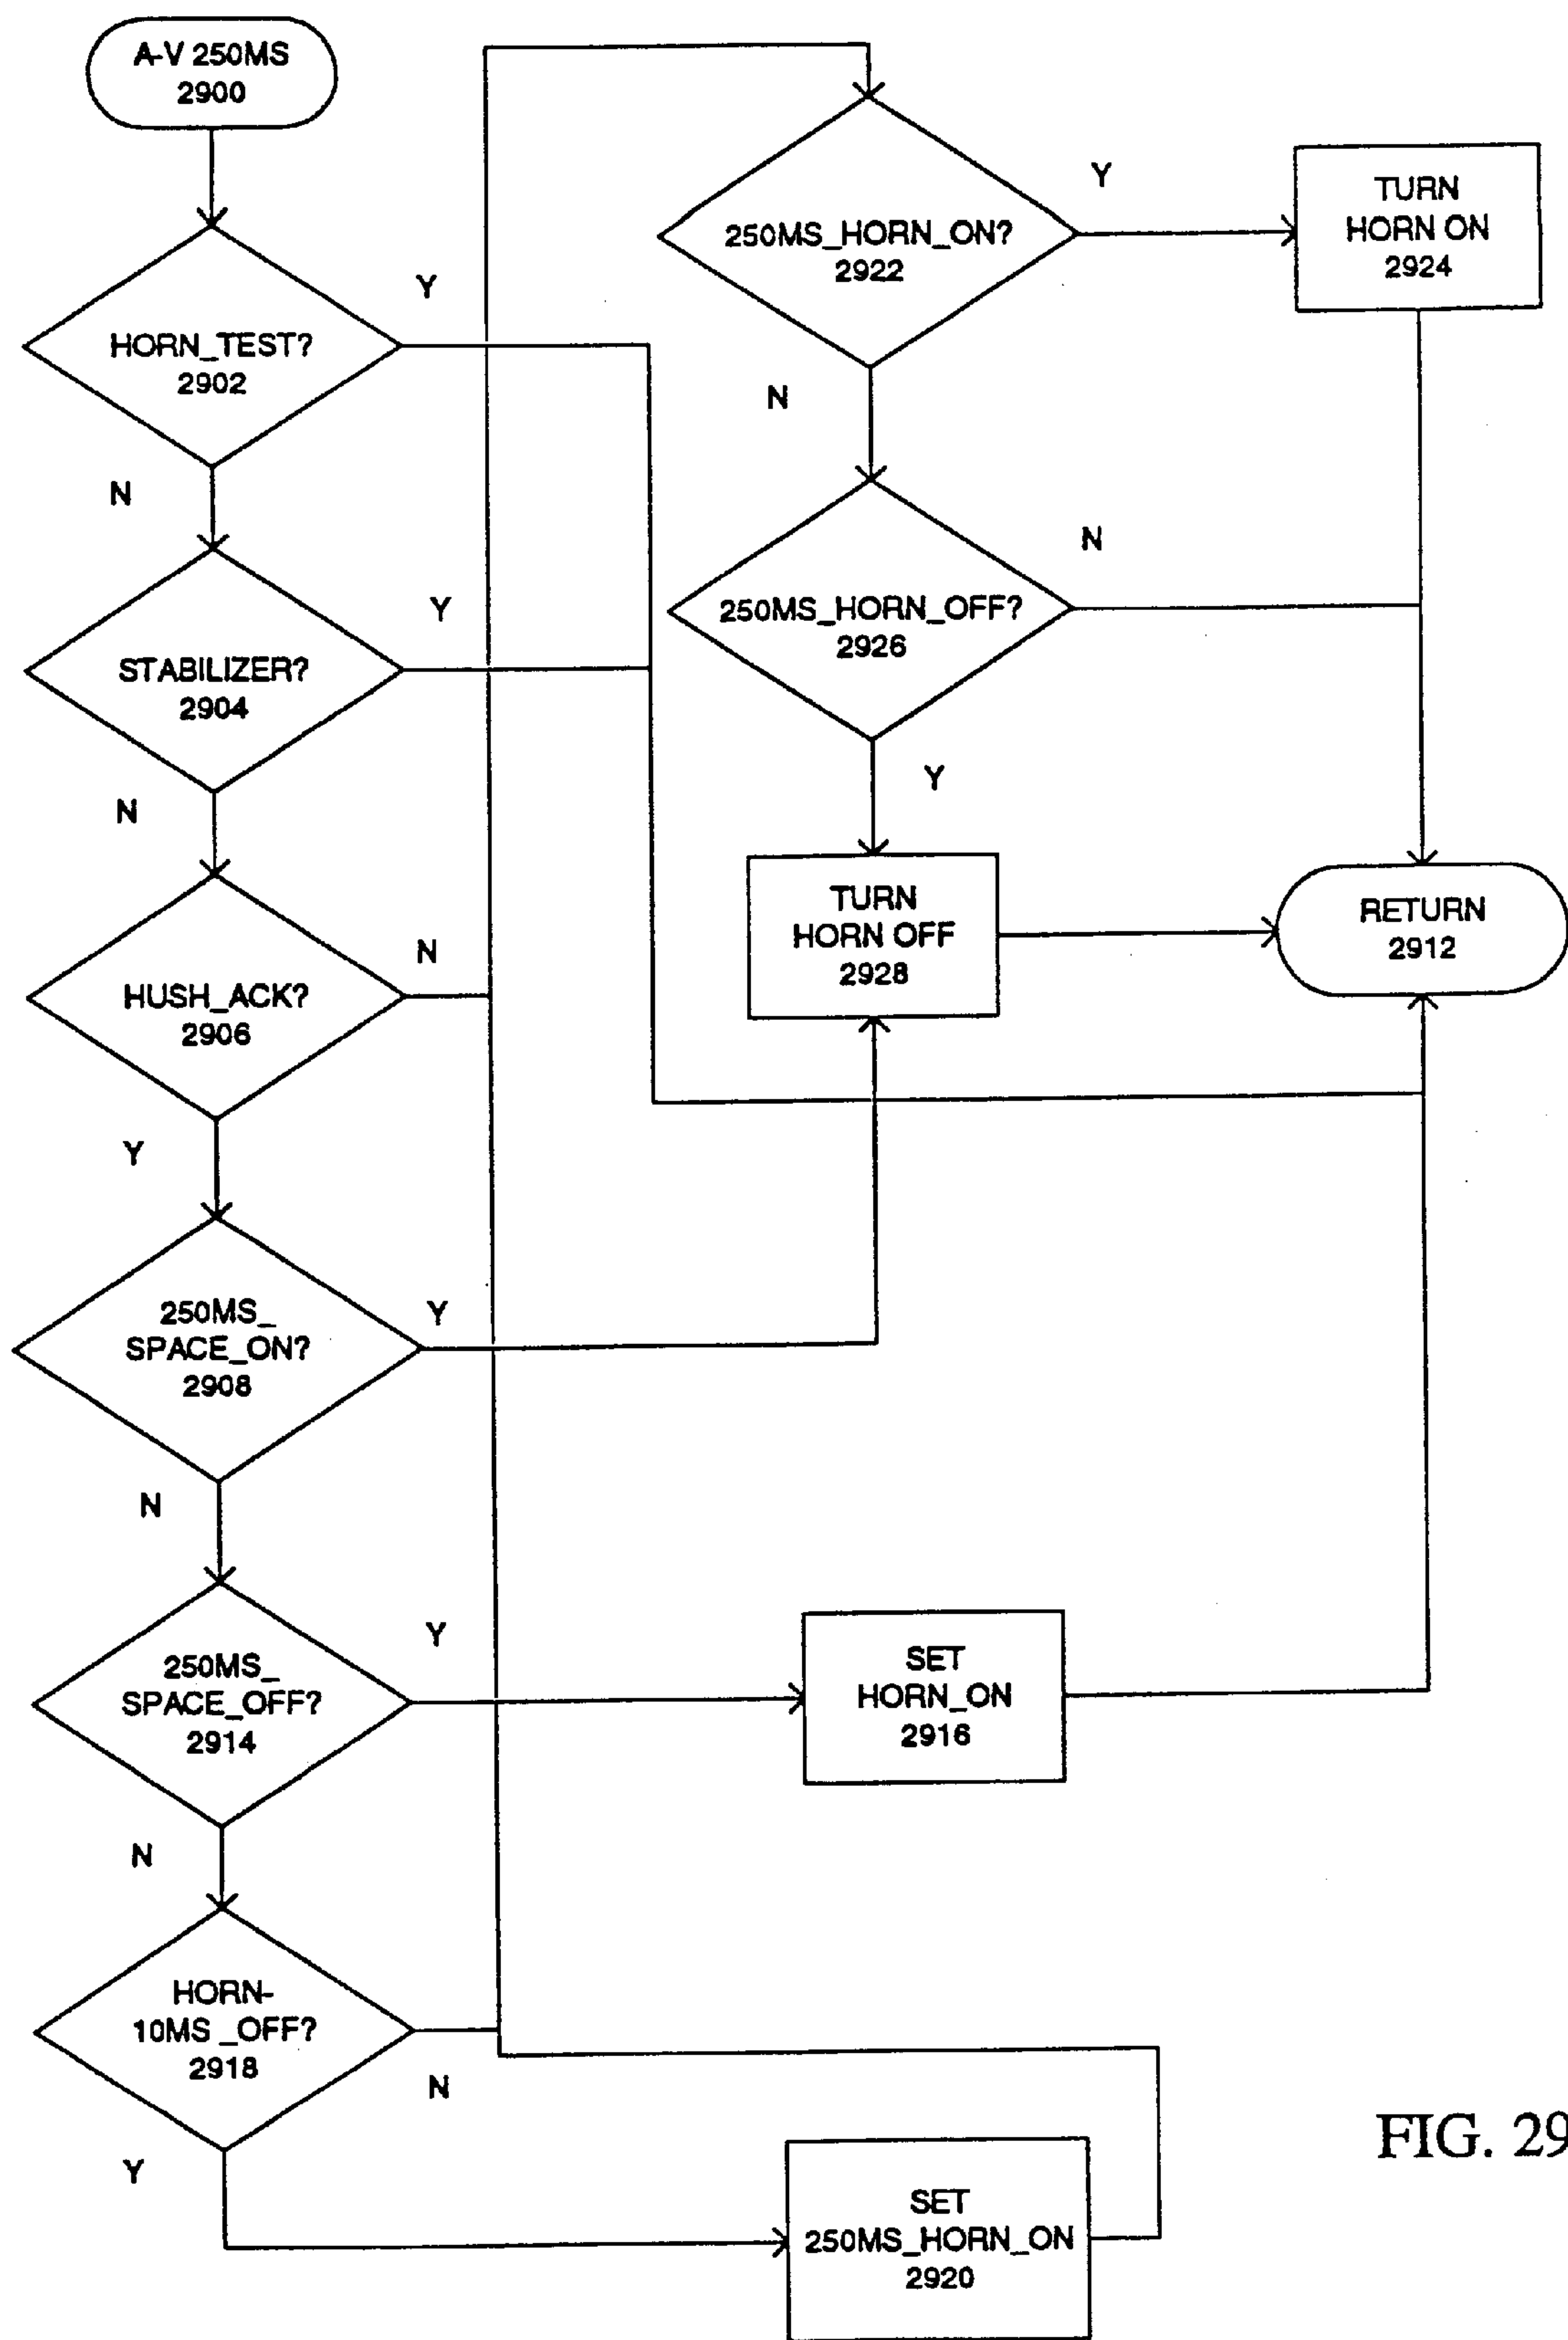 A-V 250MS
2900
HORN_TEST?
2902
Y
N
STABILIZER?
2904
Y
N
HUSH_ACK?
2906
N
Y
250MS_
SPACE_ON?
2908
Y
N
250MS_
SPACE_OFF?
2914
Y
N
HORN-
10MS_OFF?
2918
N
Y
250MS_HORN_ON?
2922
Y
N
TURN
HORN ON
2924
250MS_HORN_OFF?
2926
N
Y
TURN
HORN OFF
2928
RETURN
2912
SET
HORN_ON
2916
SET
250MS_HORN_ON
2920
FIG. 29